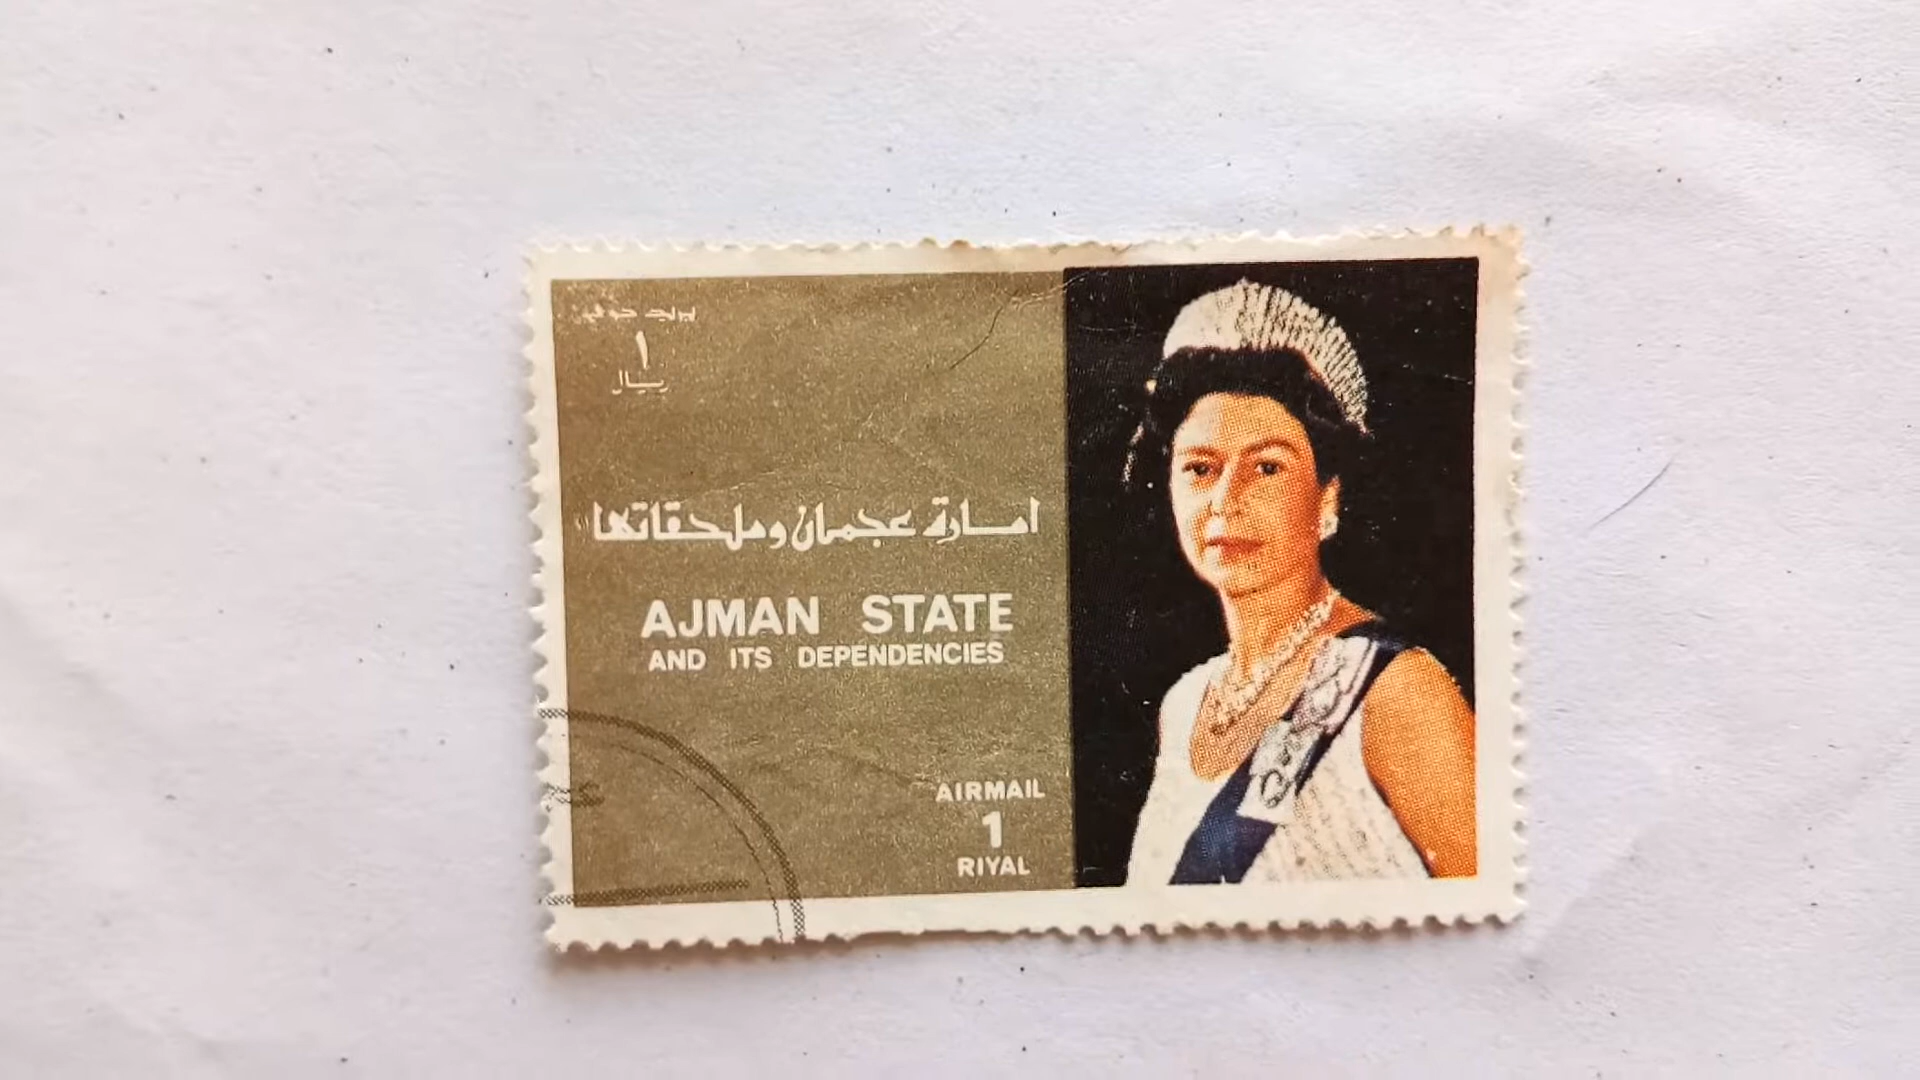 بريد جوي
١
ريال
امارة عجمان وملحقاتها
AJMAN STATE
AND ITS DEPENDENCIES
AIRMAIL
1
RIYAL